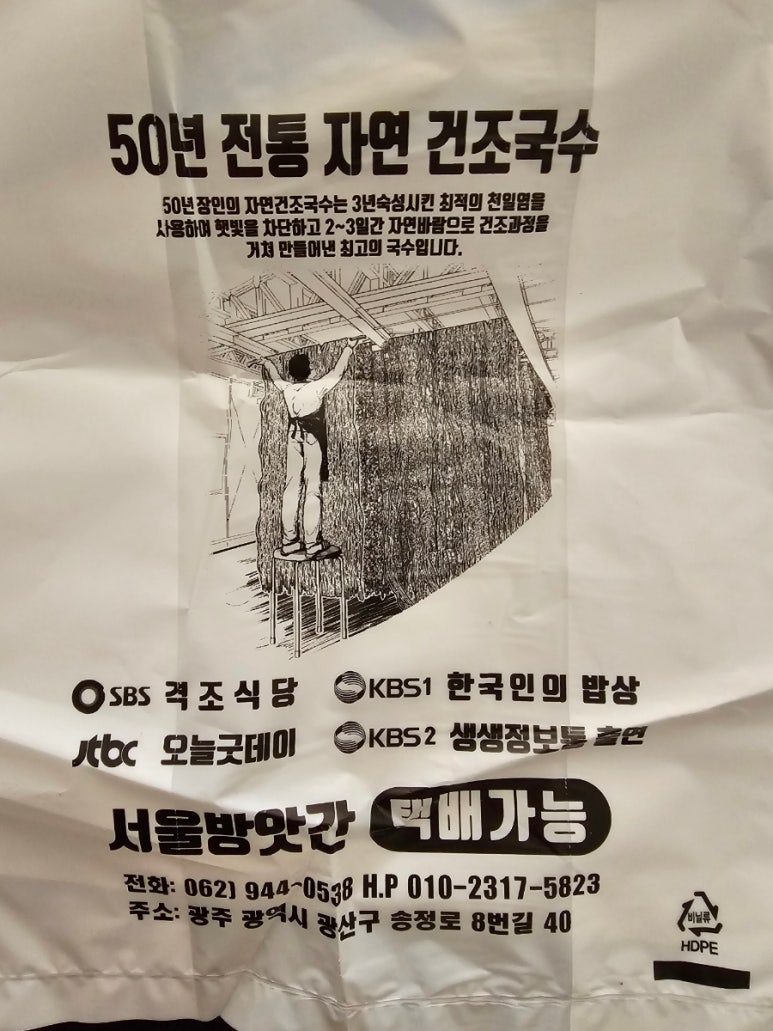 50년 전통 자연 건조국수
50년 장인의 자연건조국수는 3년숙성시킨 최적의 천일염을
사용하여 햇빛을 차단하고 2~3일간 자연바람으로 건조과정을
거쳐 만들어낸 최고의 국수입니다.
SBS 격조식당 KBS1 한국인의 밥상
jtbc 오늘굿데이 KBS2 생생정보통 출연
서울방앗간 택배가능
전화: 062) 944-0538 H.P 010-2317-5823
주소: 광주 광역시 광산구 송정로 8번길 40
비닐류
HDPE